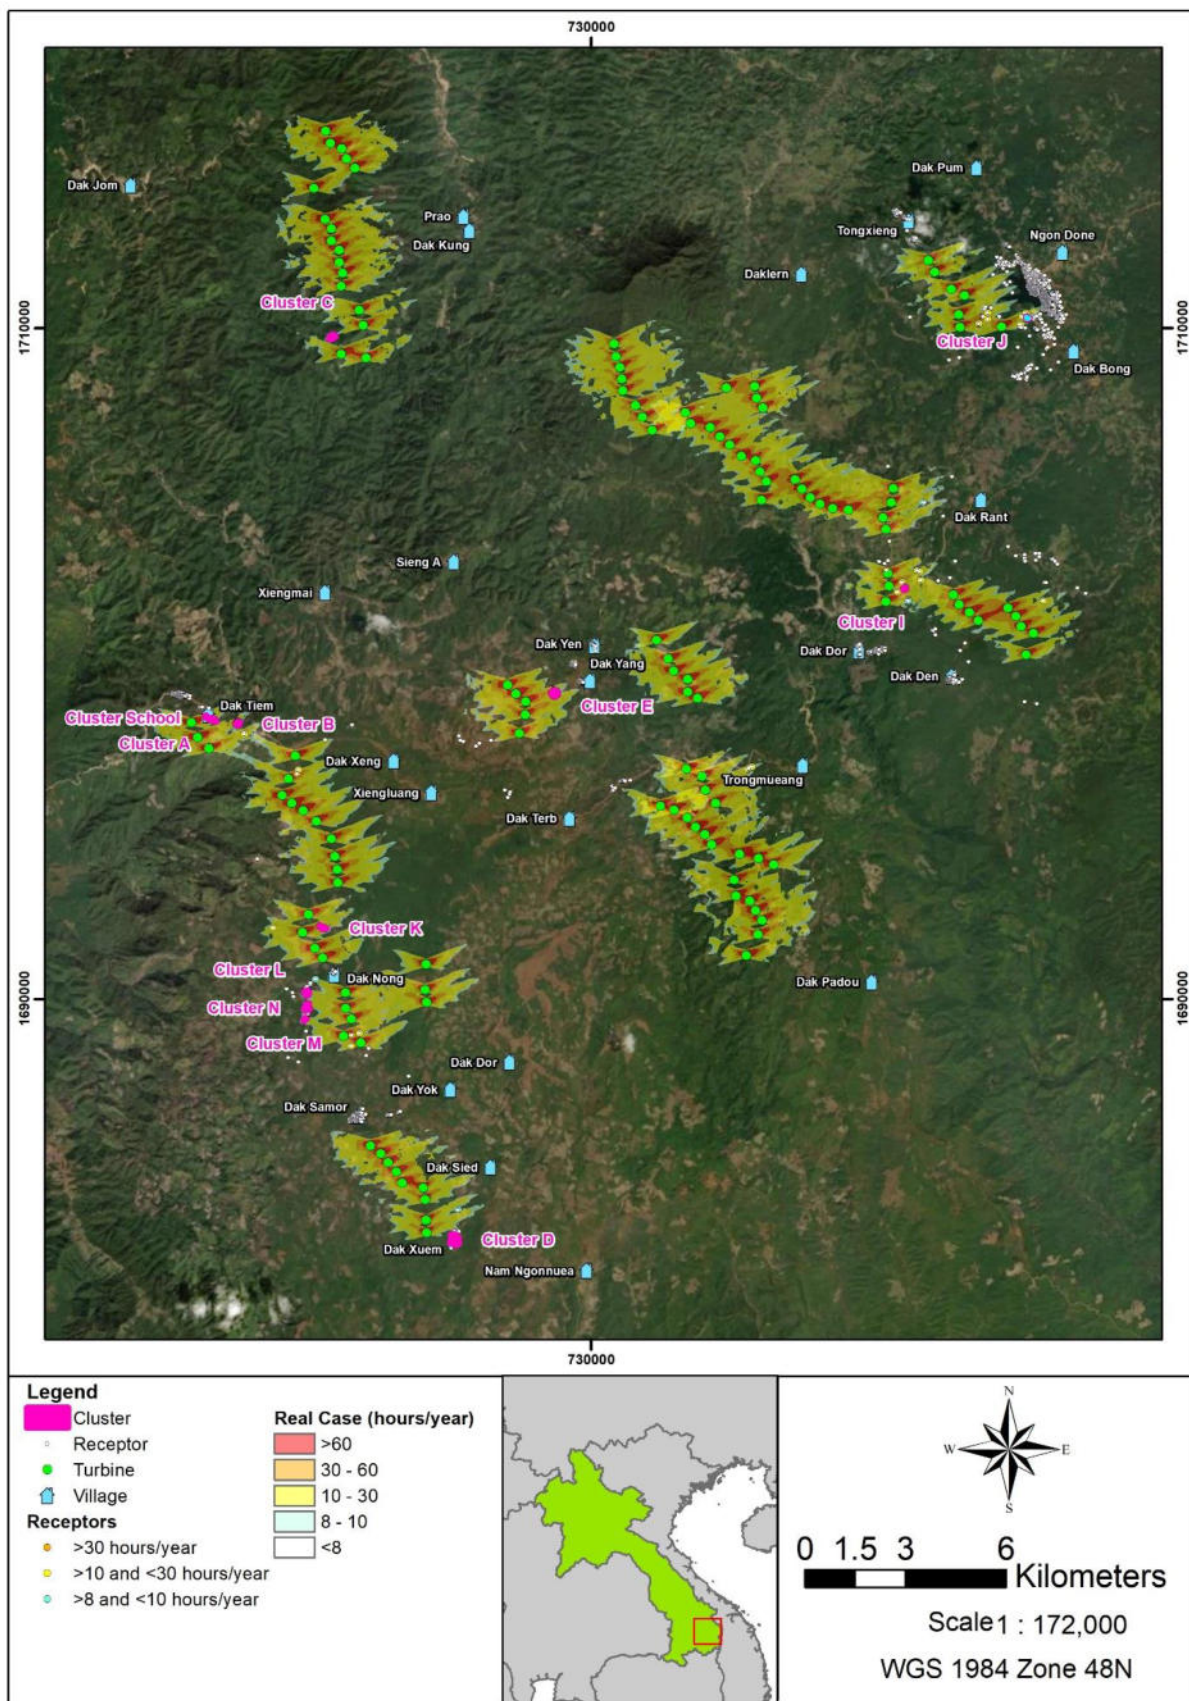 730000
Dak Pum
Dak Jom
Prao
Tongxieng
Dak Kung
Ngon Done
Daklern
Cluster C
1710000
1710000
Cluster J
Dak Bong
Dak Rant
Sieng A
Xiengmai
Cluster I
Dak Yen
Dak Dor
Dak Yang
Dak Den
Dak Tiem
Cluster E
Cluster School
Cluster B
Cluster A
Dak Xeng
Trongmueang
Xiengluang
Dak Terb
Cluster K
Cluster L
Dak Nong
Dak Padou
1690000
1690000
Cluster N
Cluster M
Dak Dor
Dak Yok
Dak Samor
Dak Sied
Cluster D
Dak Xuem
Nam Ngonnuea
730000
Legend
Cluster
Receptor
Turbine
Village
Receptors
>30 hours/year
>10 and <30 hours/year
>8 and <10 hours/year
Real Case (hours/year)
>60
30 - 60
10 - 30
8 - 10
<8
N
W
E
S
0 1.5 3 6
Kilometers
Scale 1 : 172,000
WGS 1984 Zone 48N